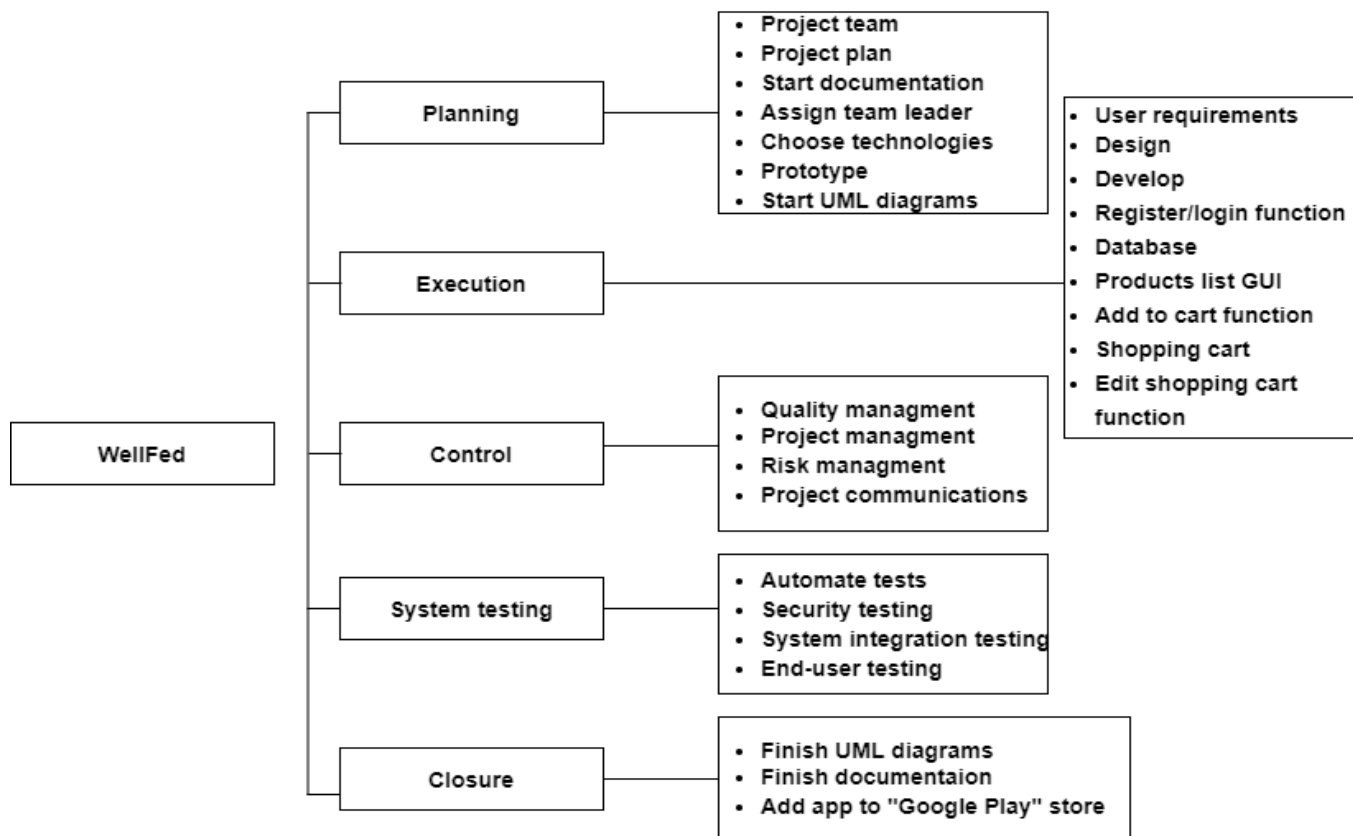 Planning
• Project team
• Project plan
• Start documentation
• Assign team leader
• Choose technologies
• Prototype
• Start UML diagrams
Execution
• User requirements
• Design
• Develop
• Register/login function
• Database
• Products list GUI
• Add to cart function
• Shopping cart
• Edit shopping cart
function
WellFed
Control
• Quality managment
• Project managment
• Risk managment
• Project communications
System testing
• Automate tests
• Security testing
• System integration testing
• End-user testing
Closure
• Finish UML diagrams
• Finish documentaion
• Add app to "Google Play" store